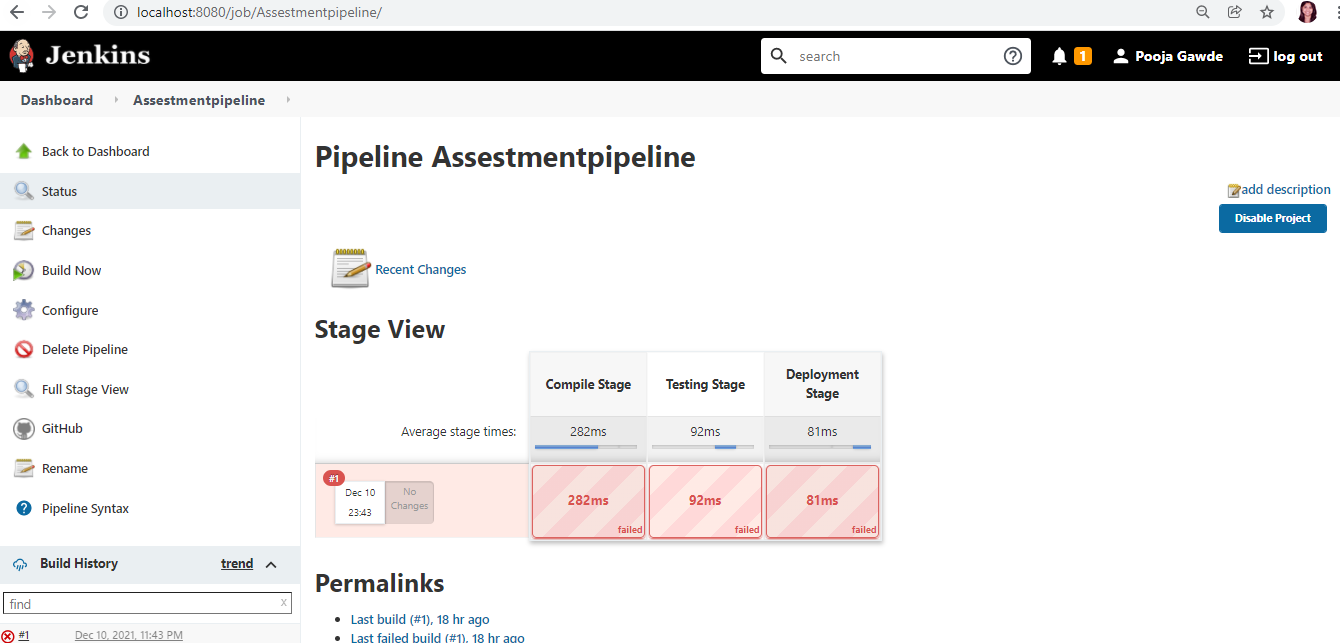 localhost:8080/job/Assestmentpipeline/
Jenkins
search
1
Pooja Gawde
log out
Dashboard
Assestmentpipeline
Back to Dashboard
Status
Changes
Build Now
Configure
Delete Pipeline
Full Stage View
GitHub
Rename
Pipeline Syntax
Build History
trend
find
x
#1
Dec 10, 2021, 11:43 PM
Pipeline Assestmentpipeline
add description
Disable Project
Recent Changes
Stage View
Compile Stage
Testing Stage
Deployment
Stage
Average stage times:
282ms
92ms
81ms
#1
Dec 10
23:43
No
Changes
282ms
failed
92ms
failed
81ms
failed
Permalinks
Last build (#1), 18 hr ago
Last failed build (#1), 18 hr ago